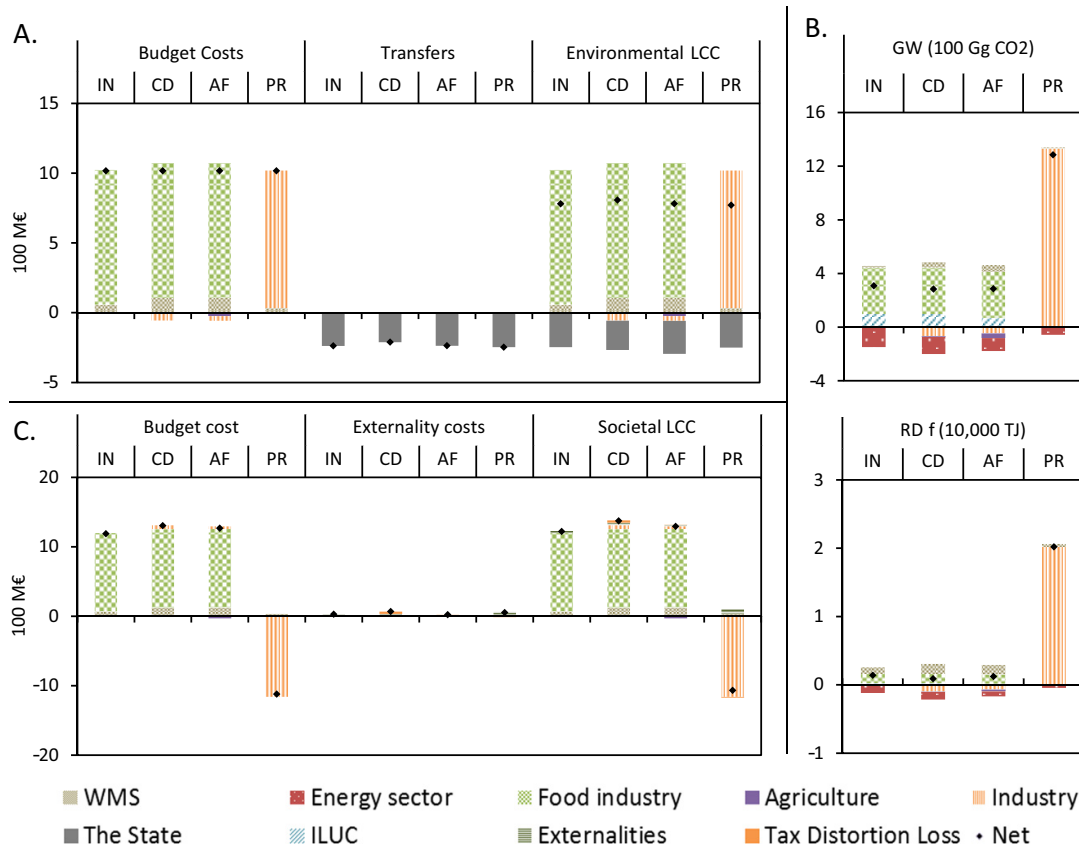 A.
Budget Costs Transfers Environmental LCC
IN CD AF PR IN CD AF PR IN CD AF PR
15
10
5
0
-5
100 M€
B.
GW (100 Gg CO2)
IN CD AF PR
16
12
8
4
0
-4
C.
Budget cost Externality costs Societal LCC
IN CD AF PR IN CD AF PR IN CD AF PR
20
10
0
-10
-20
100 M€
RD f (10,000 TJ)
IN CD AF PR
3
2
1
0
-1
WMS Energy sector Food industry Agriculture Industry
The State ILUC Externalities Tax Distortion Loss Net